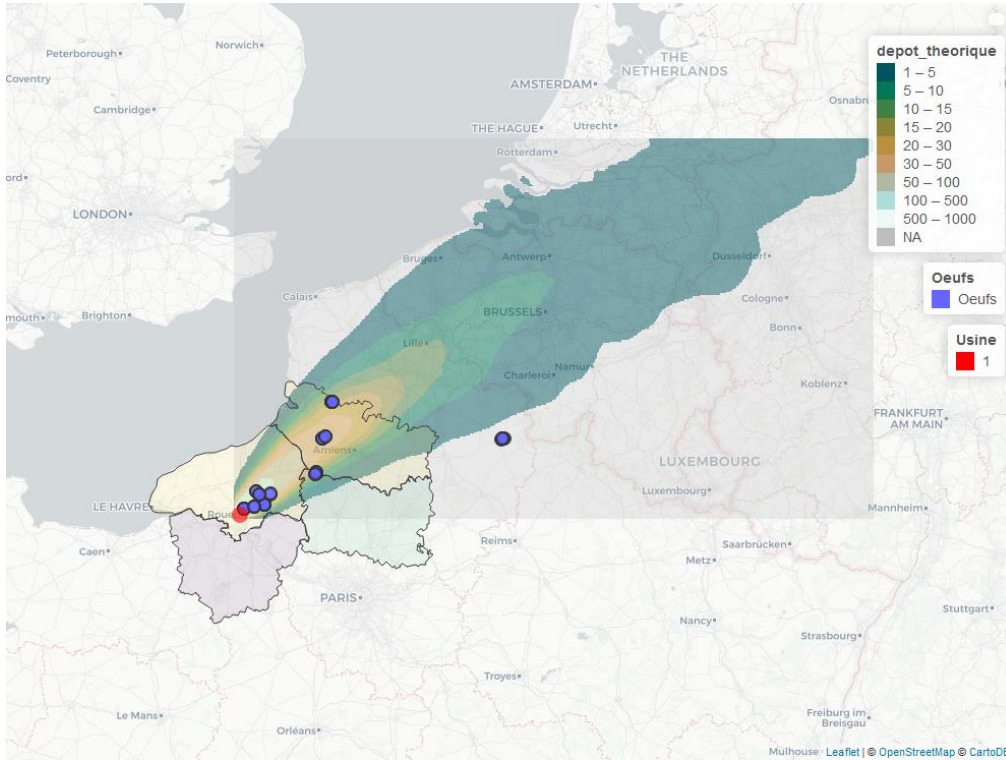 Norwich
Peterborough
Coventry
Cambridge
LONDON
Brighton
AMSTERDAM
THE
NETHERLANDS
THE HAGUE
Utrecht
Rotterdam
Osnabr
ord
mouth
Calais
Bruges
Antwerp
Dusseldorf
BRUSSELS
Cologne
Lille
Bonn
Charleroi
Namur
Koblenz
FRANKFURT
AM MAIN
Amiens
LUXEMBOURG
Luxembourg
LE HAVRE
Roue
Mannheim
Caen
Reims
Saarbrücken
Metz
PARIS
Nancy
Stuttgart
Strasbourg
Troyes
Le Mans
Orléans
Freiburg im
Breisgau
Mulhouse
depot_theorique
1 – 5
5 – 10
10 – 15
15 – 20
20 – 30
30 – 50
50 – 100
100 – 500
500 – 1000
NA
Oeufs
Oeufs
Usine
1
Leaflet | © OpenStreetMap © CartoDB